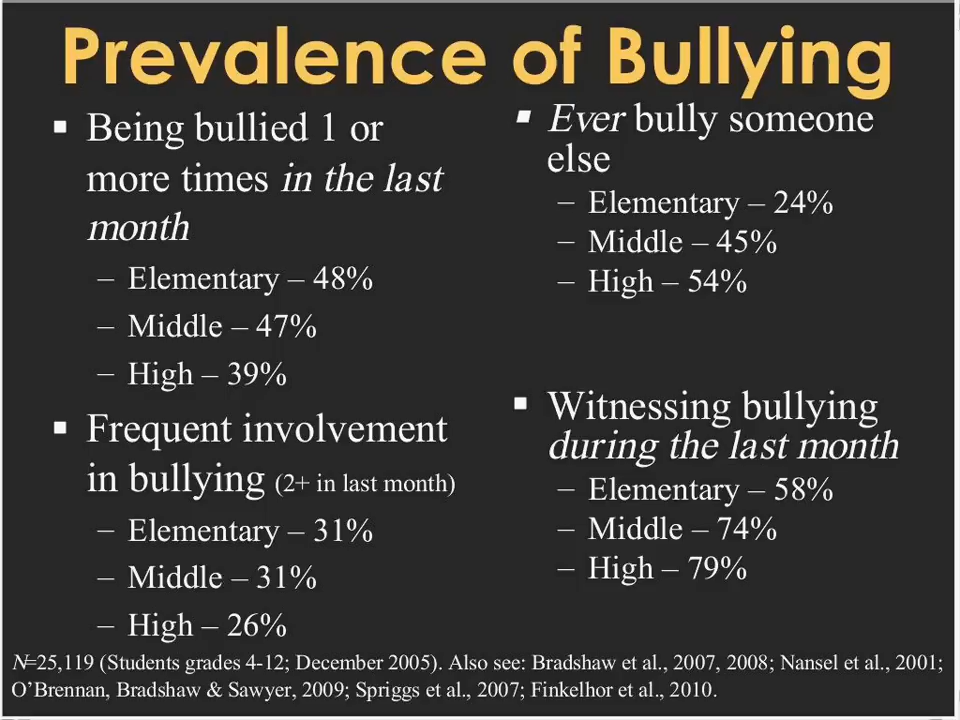 Prevalence of Bullying
▪ Being bullied 1 or
more times in the last
month
– Elementary – 48%
– Middle – 47%
– High – 39%
▪ Frequent involvement
in bullying (2+ in last month)
– Elementary – 31%
– Middle – 31%
– High – 26%
▪ Ever bully someone
else
– Elementary – 24%
– Middle – 45%
– High – 54%
▪ Witnessing bullying
during the last month
– Elementary – 58%
– Middle – 74%
– High – 79%
N=25,119 (Students grades 4-12; December 2005). Also see: Bradshaw et al., 2007, 2008; Nansel et al., 2001;
O’Brennan, Bradshaw & Sawyer, 2009; Spriggs et al., 2007; Finkelhor et al., 2010.